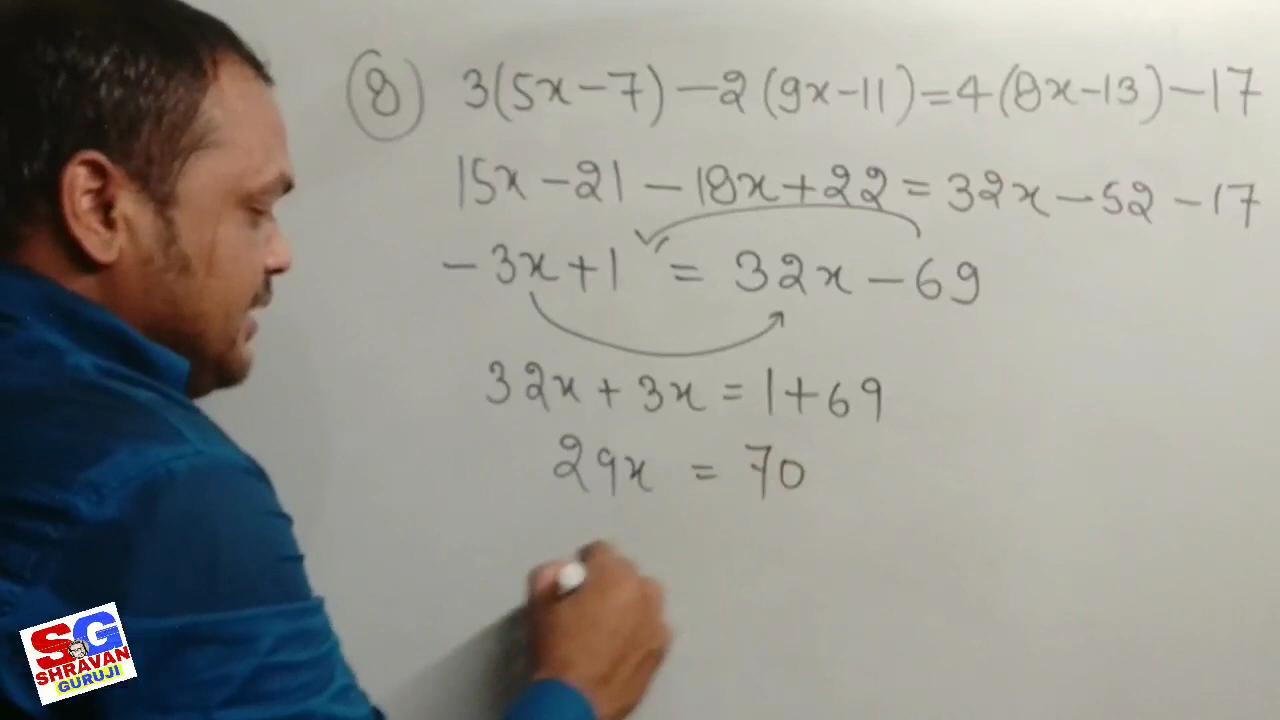 8) 3(5x-7)-2(9x-11)=4(8x-13)-17
15x-21-18x+22=32x-52-17
-3x+1=32x-69
32x+3x=1+69
29x=70
SG
SHRAVAN
GURUJI